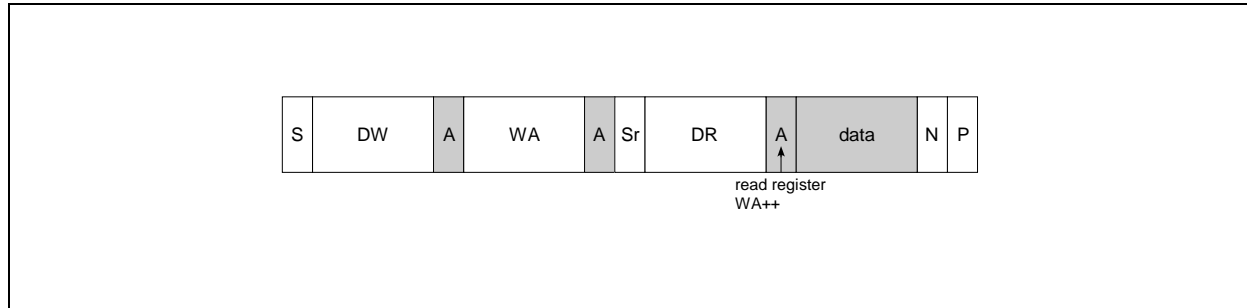 S DW A WA A Sr DR A data N P
read register
WA++